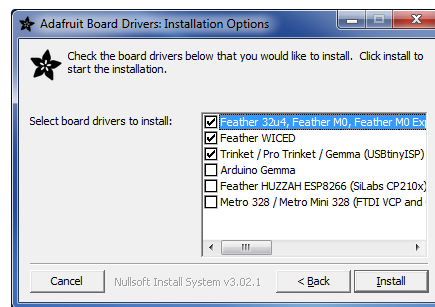 Adafruit Board Drivers: Installation Options
Check the board drivers below that you would like to install. Click install to
start the installation.
Select board drivers to install:
Feather 32u4, Feather M0, Feather M0
Feather WICED
Trinket / Pro Trinket / Gemma (USBtinyISP)
Arduino Gemma
Feather HUZZAH ESP8266 (SiLabs CP210x)
Metro 328 / Metro Mini 328 (FTDI VCP and
Cancel
Nullsoft Install System v3.02.1
< Back
Install